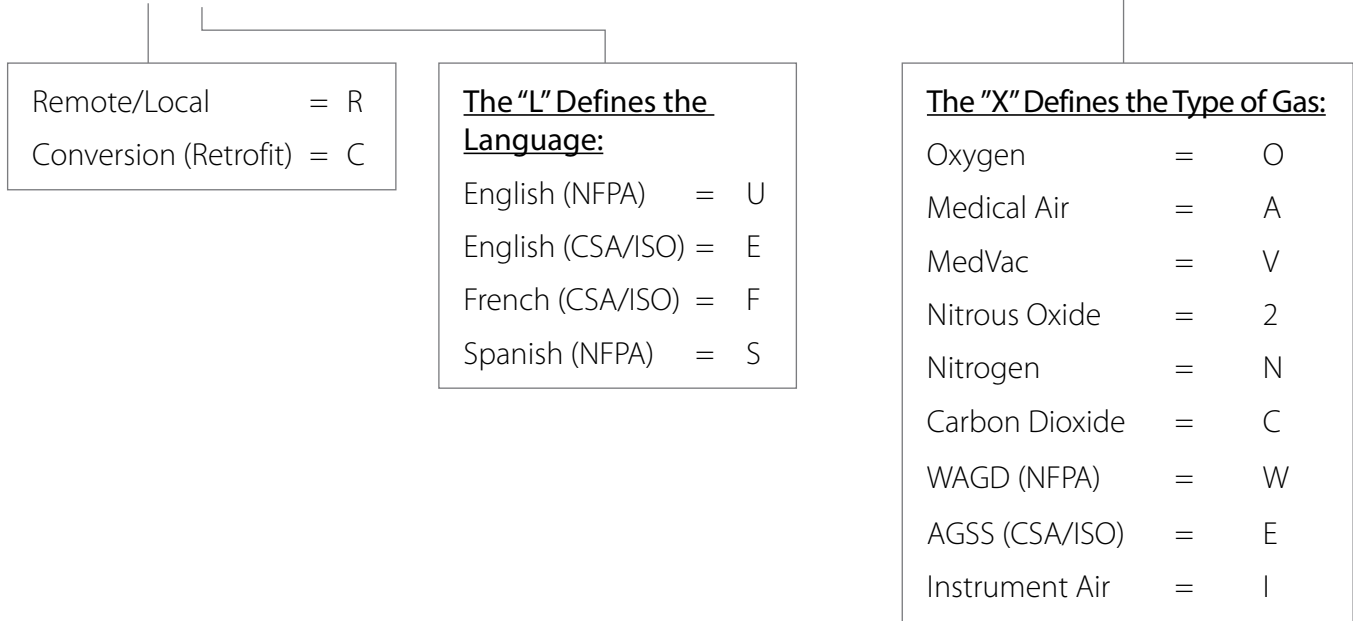 Remote/Local = R
Conversion (Retrofit) = C
The “L” Defines the
Language:
English (NFPA) = U
English (CSA/ISO) = E
French (CSA/ISO) = F
Spanish (NFPA) = S
The ”X” Defines the Type of Gas:
Oxygen = O
Medical Air = A
MedVac = V
Nitrous Oxide = 2
Nitrogen = N
Carbon Dioxide = C
WAGD (NFPA) = W
AGSS (CSA/ISO) = E
Instrument Air = I